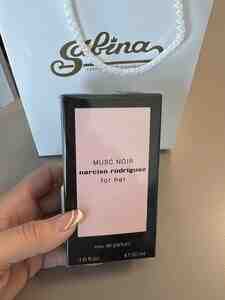 Sabina
MUSC NOIR
narciso rodriguez
for her
eau de parfum